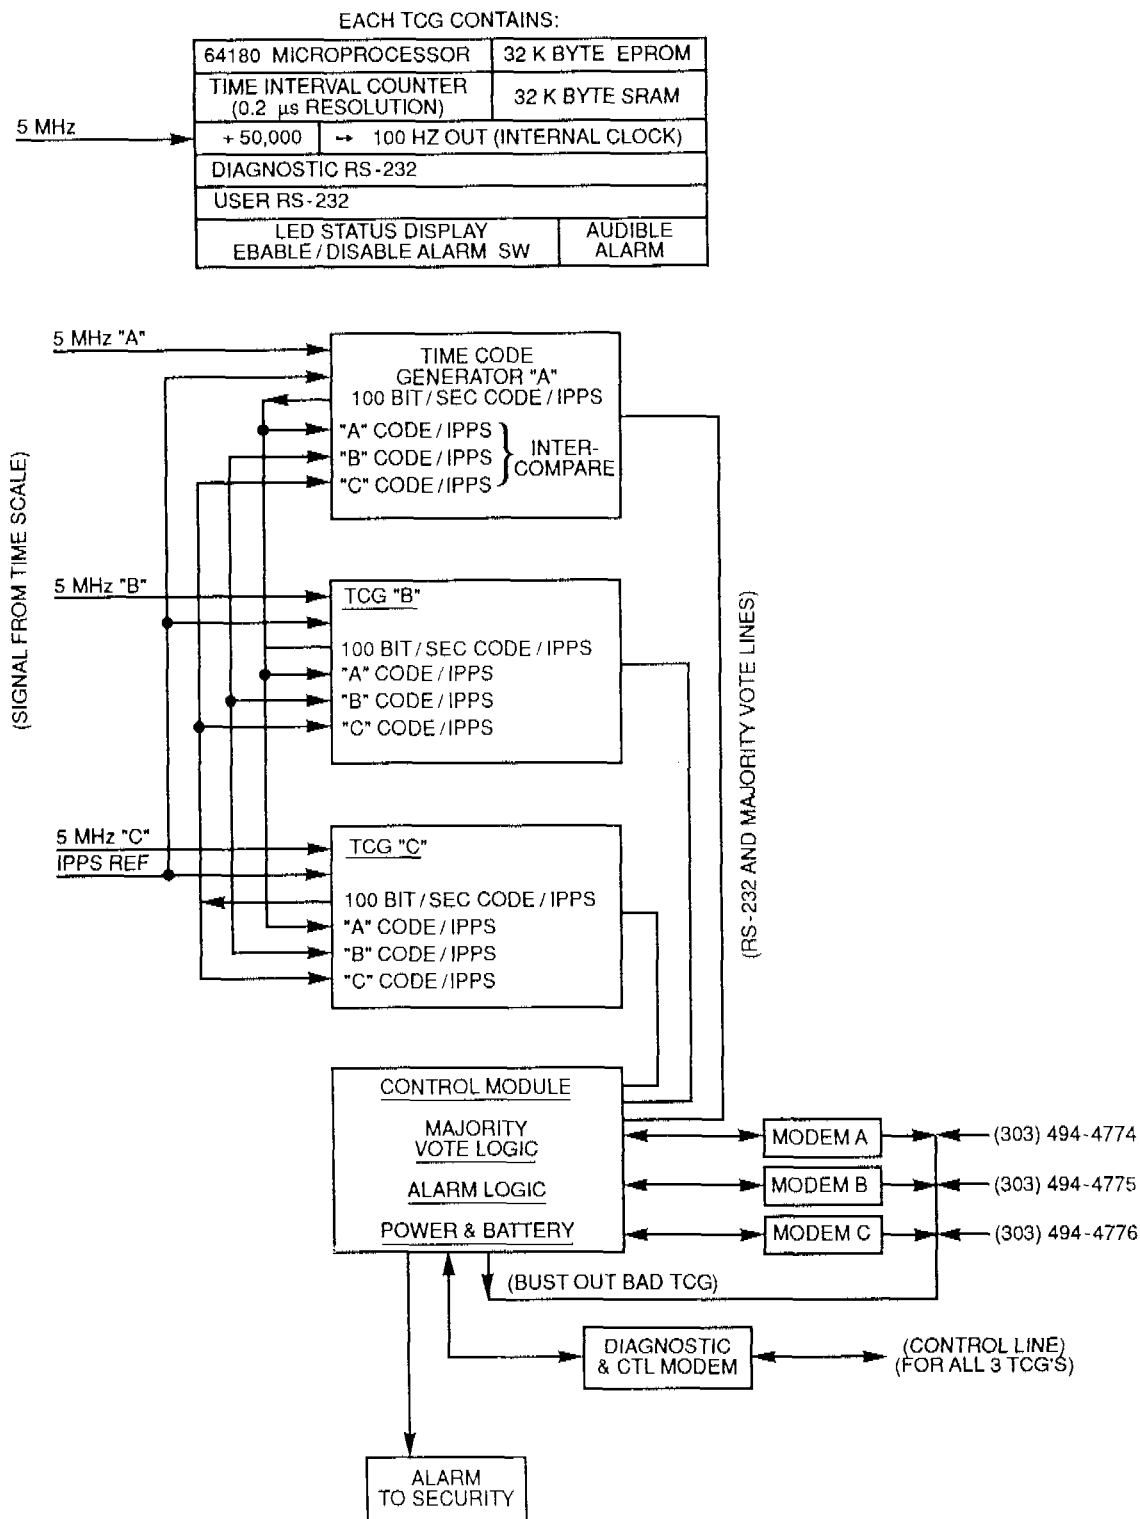 EACH TCG CONTAINS:
64180 MICROPROCESSOR
32 K BYTE EPROM
TIME INTERVAL COUNTER
(0.2 µs RESOLUTION)
32 K BYTE SRAM
5 MHz
÷ 50,000
→ 100 HZ OUT (INTERNAL CLOCK)
DIAGNOSTIC RS-232
USER RS-232
LED STATUS DISPLAY
EBABLE / DISABLE ALARM SW
AUDIBLE
ALARM
(SIGNAL FROM TIME SCALE)
5 MHz "A"
TIME CODE
GENERATOR "A"
100 BIT / SEC CODE / IPPS
"A" CODE / IPPS
"B" CODE / IPPS
"C" CODE / IPPS
INTER-
COMPARE
5 MHz "B"
TCG "B"
100 BIT / SEC CODE / IPPS
"A" CODE / IPPS
"B" CODE / IPPS
"C" CODE / IPPS
5 MHz "C"
IPPS REF
TCG "C"
100 BIT / SEC CODE / IPPS
"A" CODE / IPPS
"B" CODE / IPPS
"C" CODE / IPPS
(RS-232 AND MAJORITY VOTE LINES)
CONTROL MODULE
MAJORITY
VOTE LOGIC
ALARM LOGIC
POWER & BATTERY
MODEM A
(303) 494-4774
MODEM B
(303) 494-4775
MODEM C
(303) 494-4776
(BUST OUT BAD TCG)
DIAGNOSTIC
& CTL MODEM
(CONTROL LINE)
(FOR ALL 3 TCG'S)
ALARM
TO SECURITY